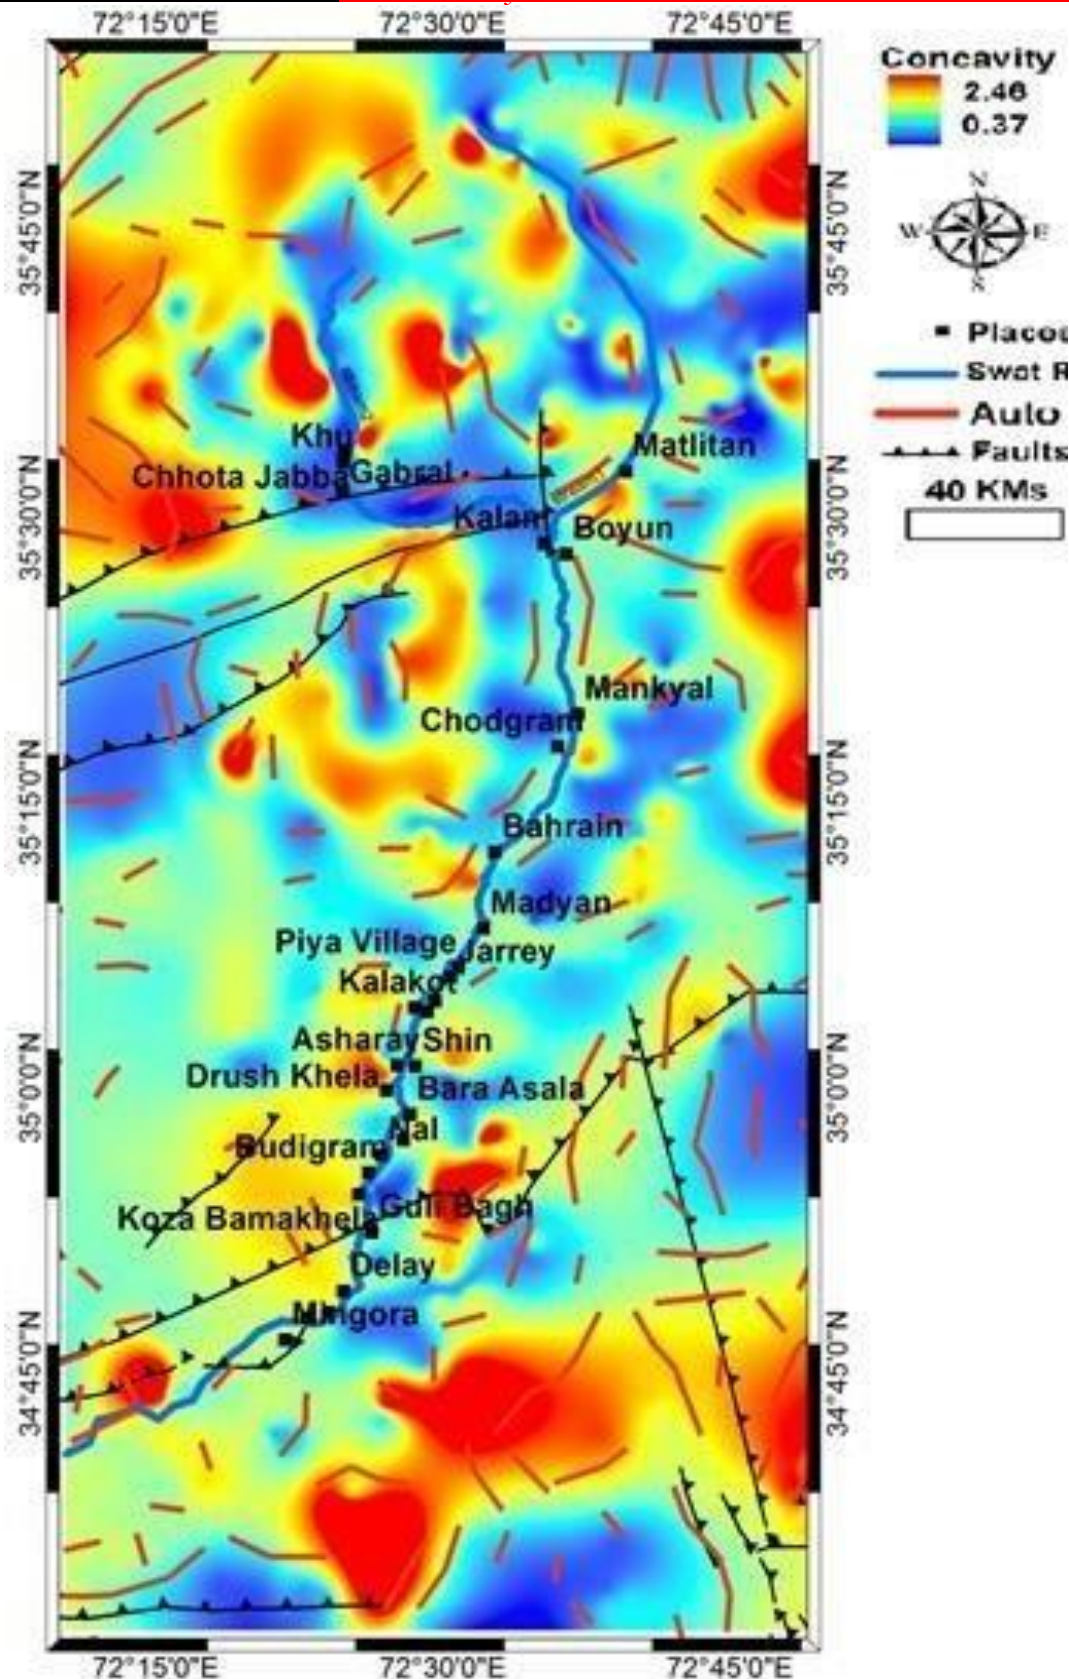 72°15'0"E 72°30'0"E 72°45'0"E
Concavity
2.46
0.37
N
W E
S
35°45'0"N 35°45'0"N
Placou
Swat R
Auto
Faults
40 KMs
Khu
Matlitan
Chhota Jabba Gabral
35°30'0"N 35°30'0"N
Kalam
Boyun
Mankyal
Chodgram
35°15'0"N 35°15'0"N
Bahrain
Madyan
Piya Village
Jarrey
Kalakot
Asharay Shin
Drush Khela
Bara Asala
35°0'0"N 35°0'0"N
Nal
Budigram
Guli Bagh
Koza Bamakhela
Delay
Mingora
34°45'0"N 34°45'0"N
72°15'0"E 72°30'0"E 72°45'0"E